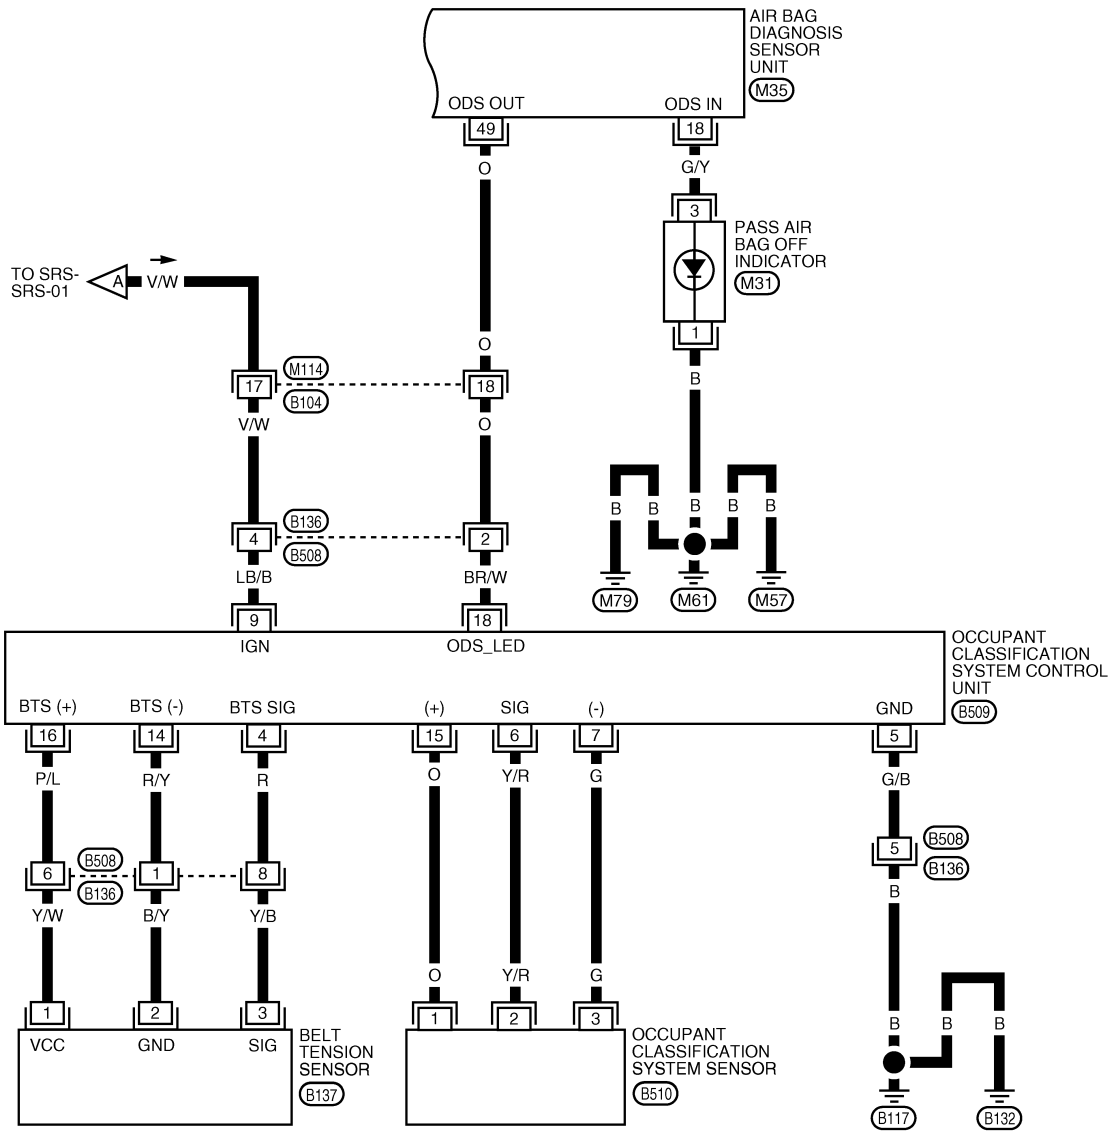 AIR BAG
DIAGNOSIS
SENSOR
UNIT
M35
ODS OUT
ODS IN
49
18
O
G/Y
3
PASS AIR
BAG OFF
INDICATOR
M31
1
TO SRS-
SRS-01
A
V/W
O
B
M114
17
18
B104
V/W
O
B
B
B
B
B
B136
4
2
B508
LB/B
BR/W
M79
M61
M57
9
18
IGN
ODS_LED
OCCUPANT
CLASSIFICATION
SYSTEM CONTROL
UNIT
B509
BTS (+)
BTS (-)
BTS SIG
(+)
SIG
(-)
GND
16
14
4
15
6
7
5
P/L
R/Y
R
O
Y/R
G
G/B
B508
6
1
8
B136
5
B508
B136
Y/W
B/Y
Y/B
B
O
Y/R
G
1
2
3
1
2
3
B
B
B
VCC
GND
SIG
BELT
TENSION
SENSOR
B137
OCCUPANT
CLASSIFICATION
SYSTEM SENSOR
B510
B117
B132